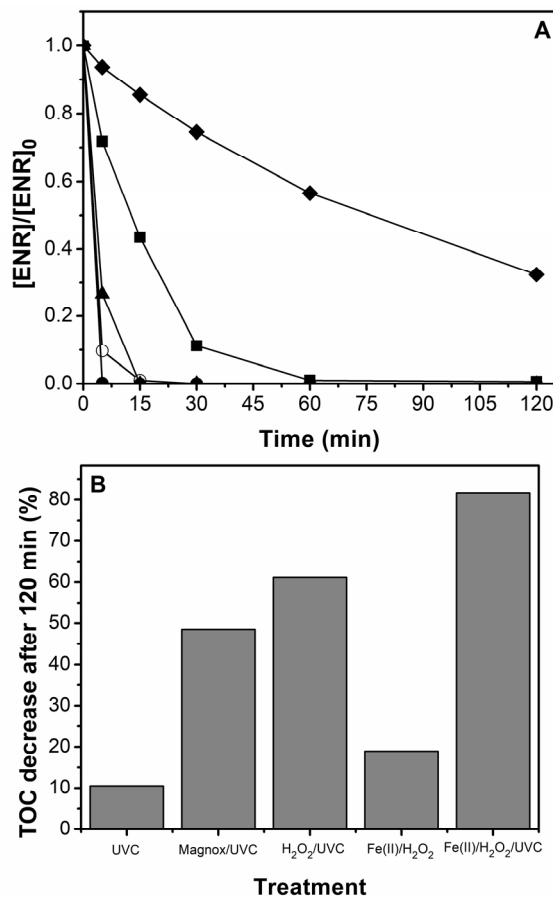 A
1.0
0.8
0.6
0.4
0.2
0.0
[ENR]/[ENR]₀
0 15 30 45 60 75 90 105 120
Time (min)
B
80
70
60
50
40
30
20
10
0
TOC decrease after 120 min (%)
UVC Magnox/UVC H₂O₂/UVC Fe(II)/H₂O₂ Fe(II)/H₂O₂/UVC
Treatment